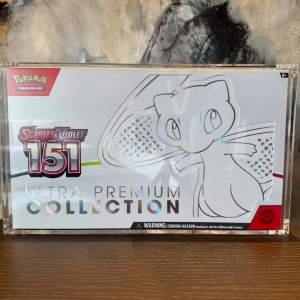 Pokémon
SCARLET & VIOLET
151
ULTRA-PREMIUM
COLLECTION
WARNING: CHOKING HAZARD